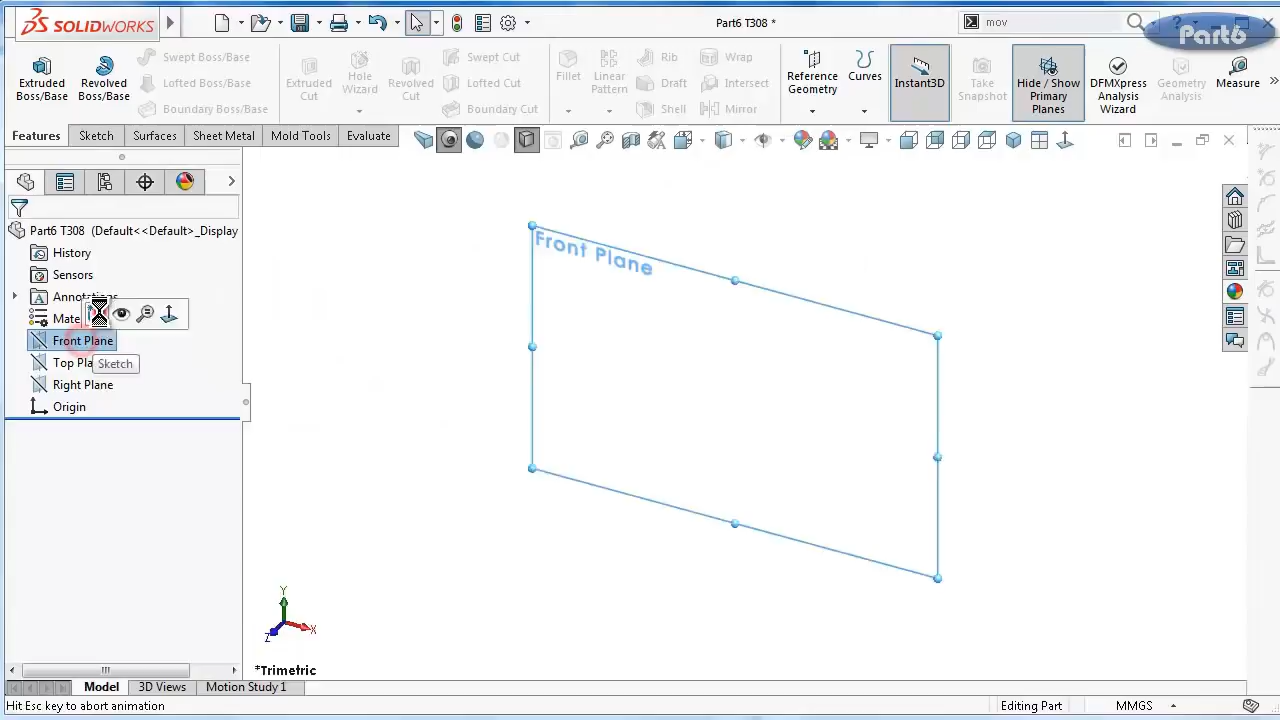 SOLIDWORKS
Part6 T308 *
mov
Part6
Extruded Boss/Base
Revolved Boss/Base
Swept Boss/Base
Lofted Boss/Base
Boundary Boss/Base
Extruded Cut
Hole Wizard
Revolved Cut
Swept Cut
Lofted Cut
Boundary Cut
Fillet
Linear Pattern
Rib
Draft
Shell
Wrap
Intersect
Mirror
Reference Geometry
Curves
Instant3D
Take Snapshot
Hide / Show Primary Planes
DFMXpress Analysis Wizard
Geometry Analysis
Measure
Features
Sketch
Surfaces
Sheet Metal
Mold Tools
Evaluate
Part6 T308 (Default<<Default>_Display
History
Sensors
Annotations
Mate
Front Plane
Top Pla
Sketch
Right Plane
Origin
Front Plane
Y
X
Z
*Trimetric
Model
3D Views
Motion Study 1
Hit Esc key to abort animation
Editing Part
MMGS